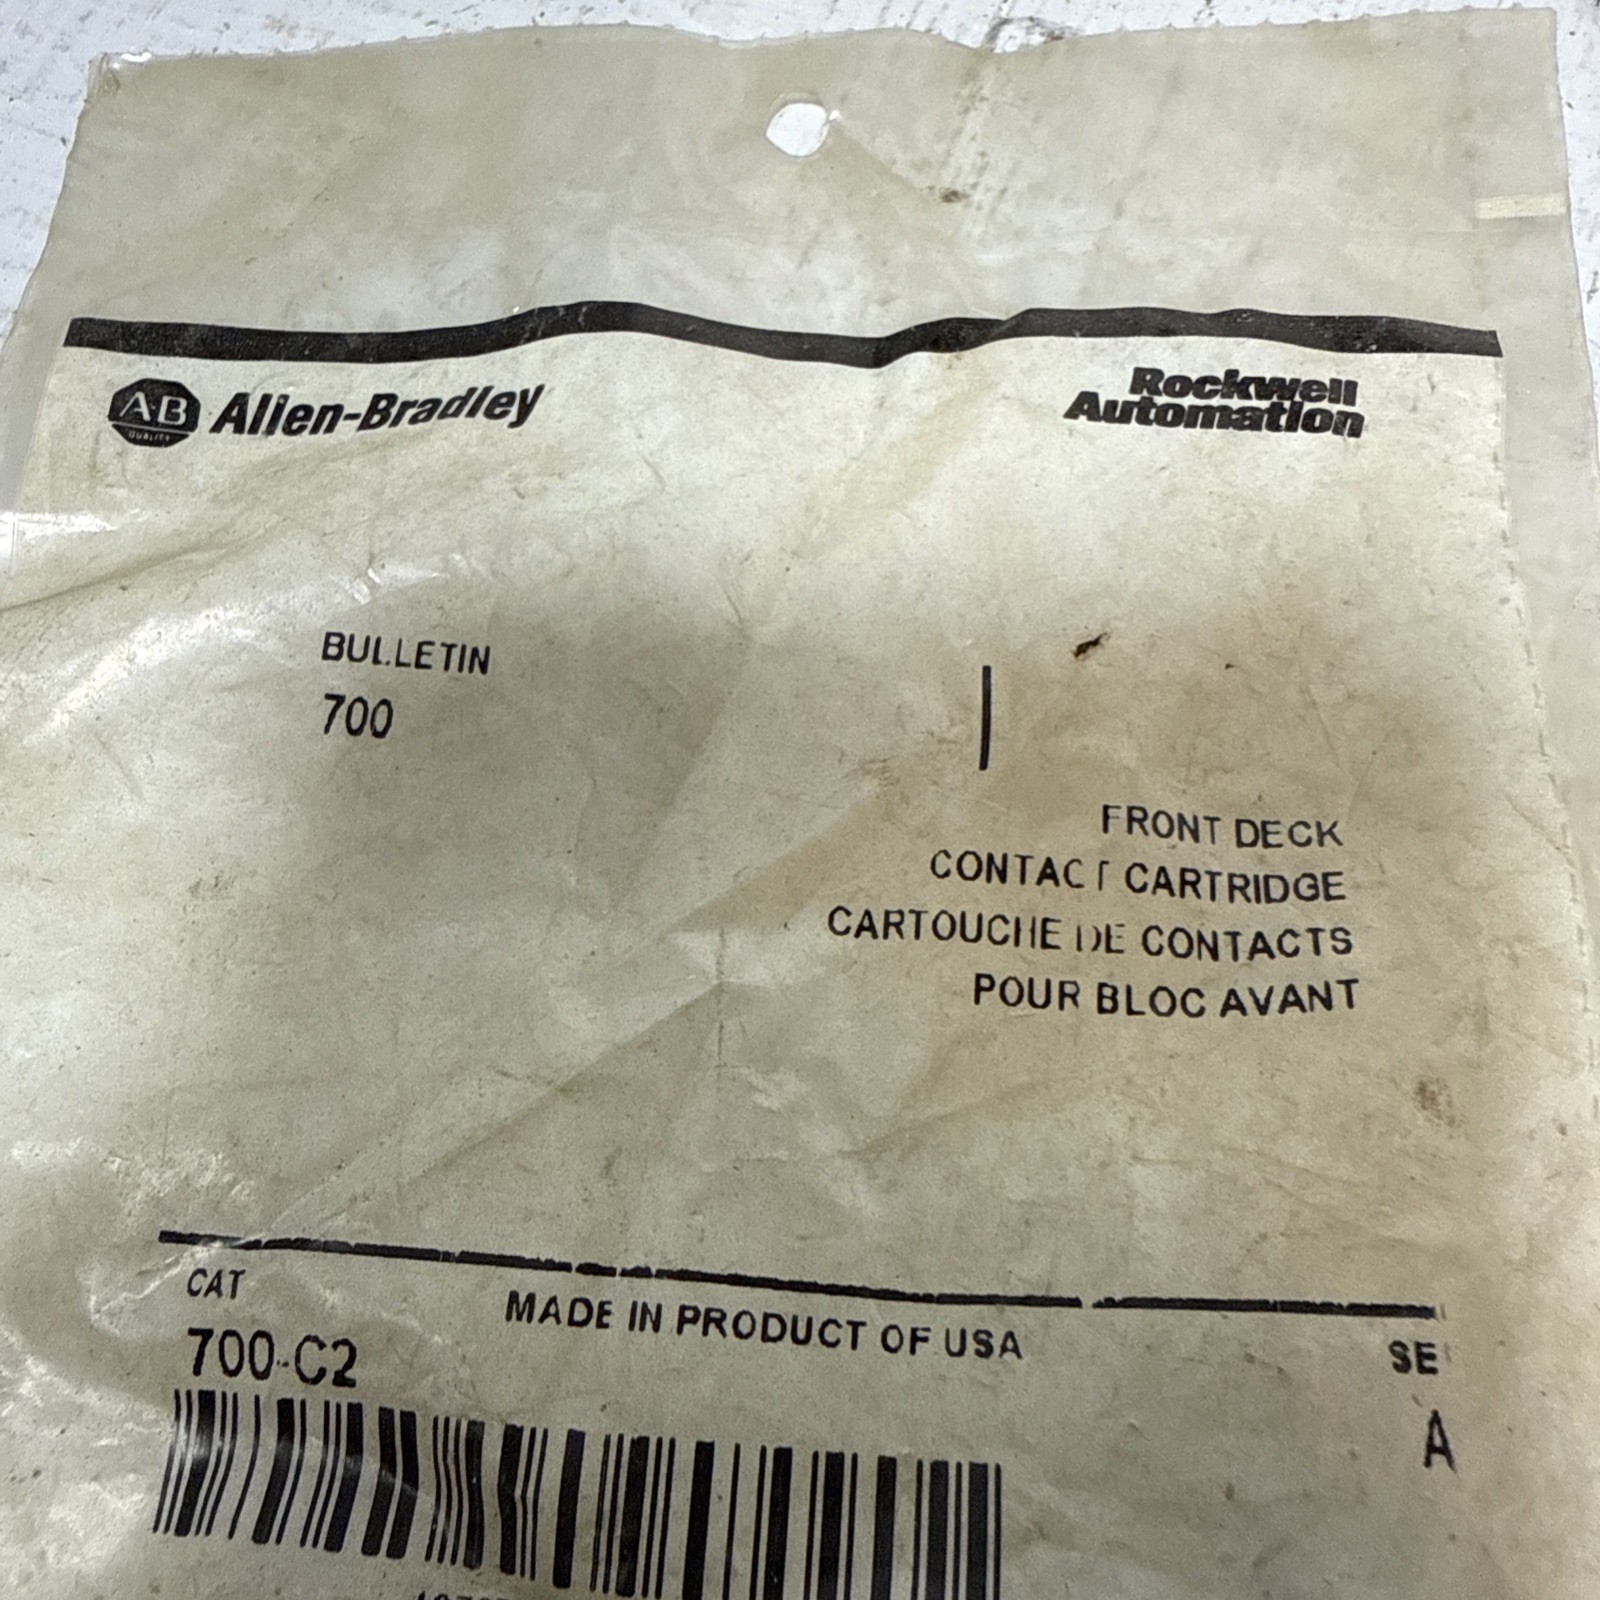 AB QUALITY Allen-Bradley
Rockwell
Automation
BULLETIN
700
FRONT DECK
CONTACT CARTRIDGE
CARTOUCHE DE CONTACTS
POUR BLOC AVANT
CAT
MADE IN PRODUCT OF USA
SE
700-C2
A